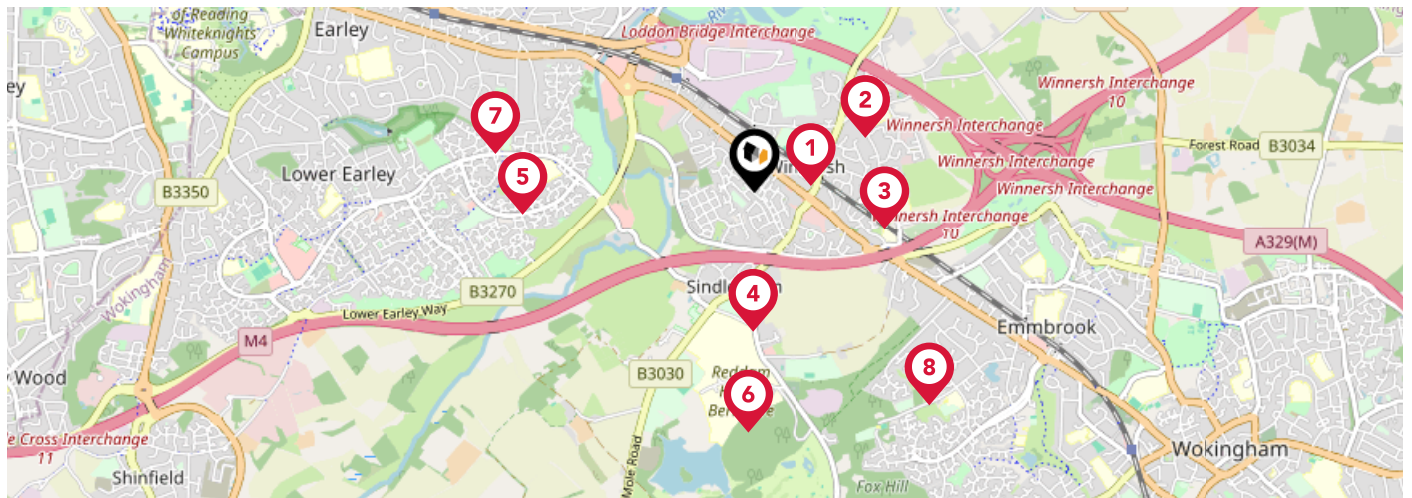 of Reading
Whiteknights
Campus
Earley
Riv
Loddon Bridge Interchange
Winnersh Interchange
10
7
2
Winnersh Interchange
Forest Road
B3034
1
Winnersh Interchange
Lower Earley
5
B3350
3
Winnersh Interchange
Winnersh Interchange
10
A329(M)
Wokingham
B3270
4
Lower Earley Way
M4
Emmbrook
8
B3030
6
Wood
Mole Road
e Cross Interchange
11
Wokingham
Shinfield
Fox Hill